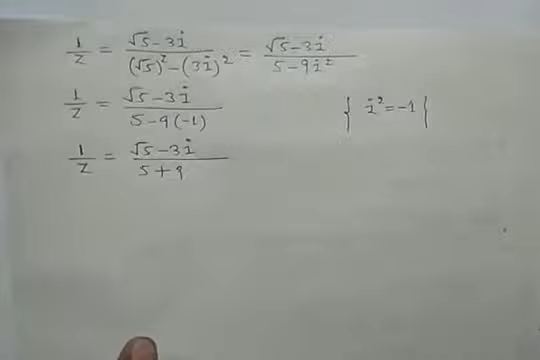 1/z = √5-3i/(√5)²-(3i)² = √5-3i/5-9i²
1/z = √5-3i/5-9(-1) { i²=-1 {
1/z = √5-3i/5+9